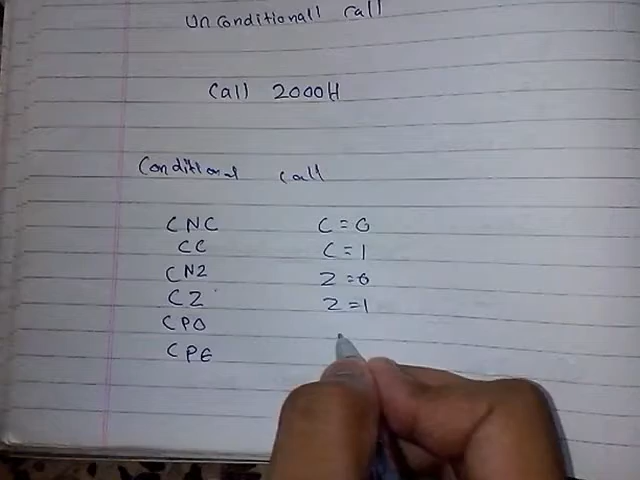 Unconditionall call
Call 2000H
Conditional call
CNC C=0
CC C=1
CNZ Z=0
CZ Z=1
CPO
CPE